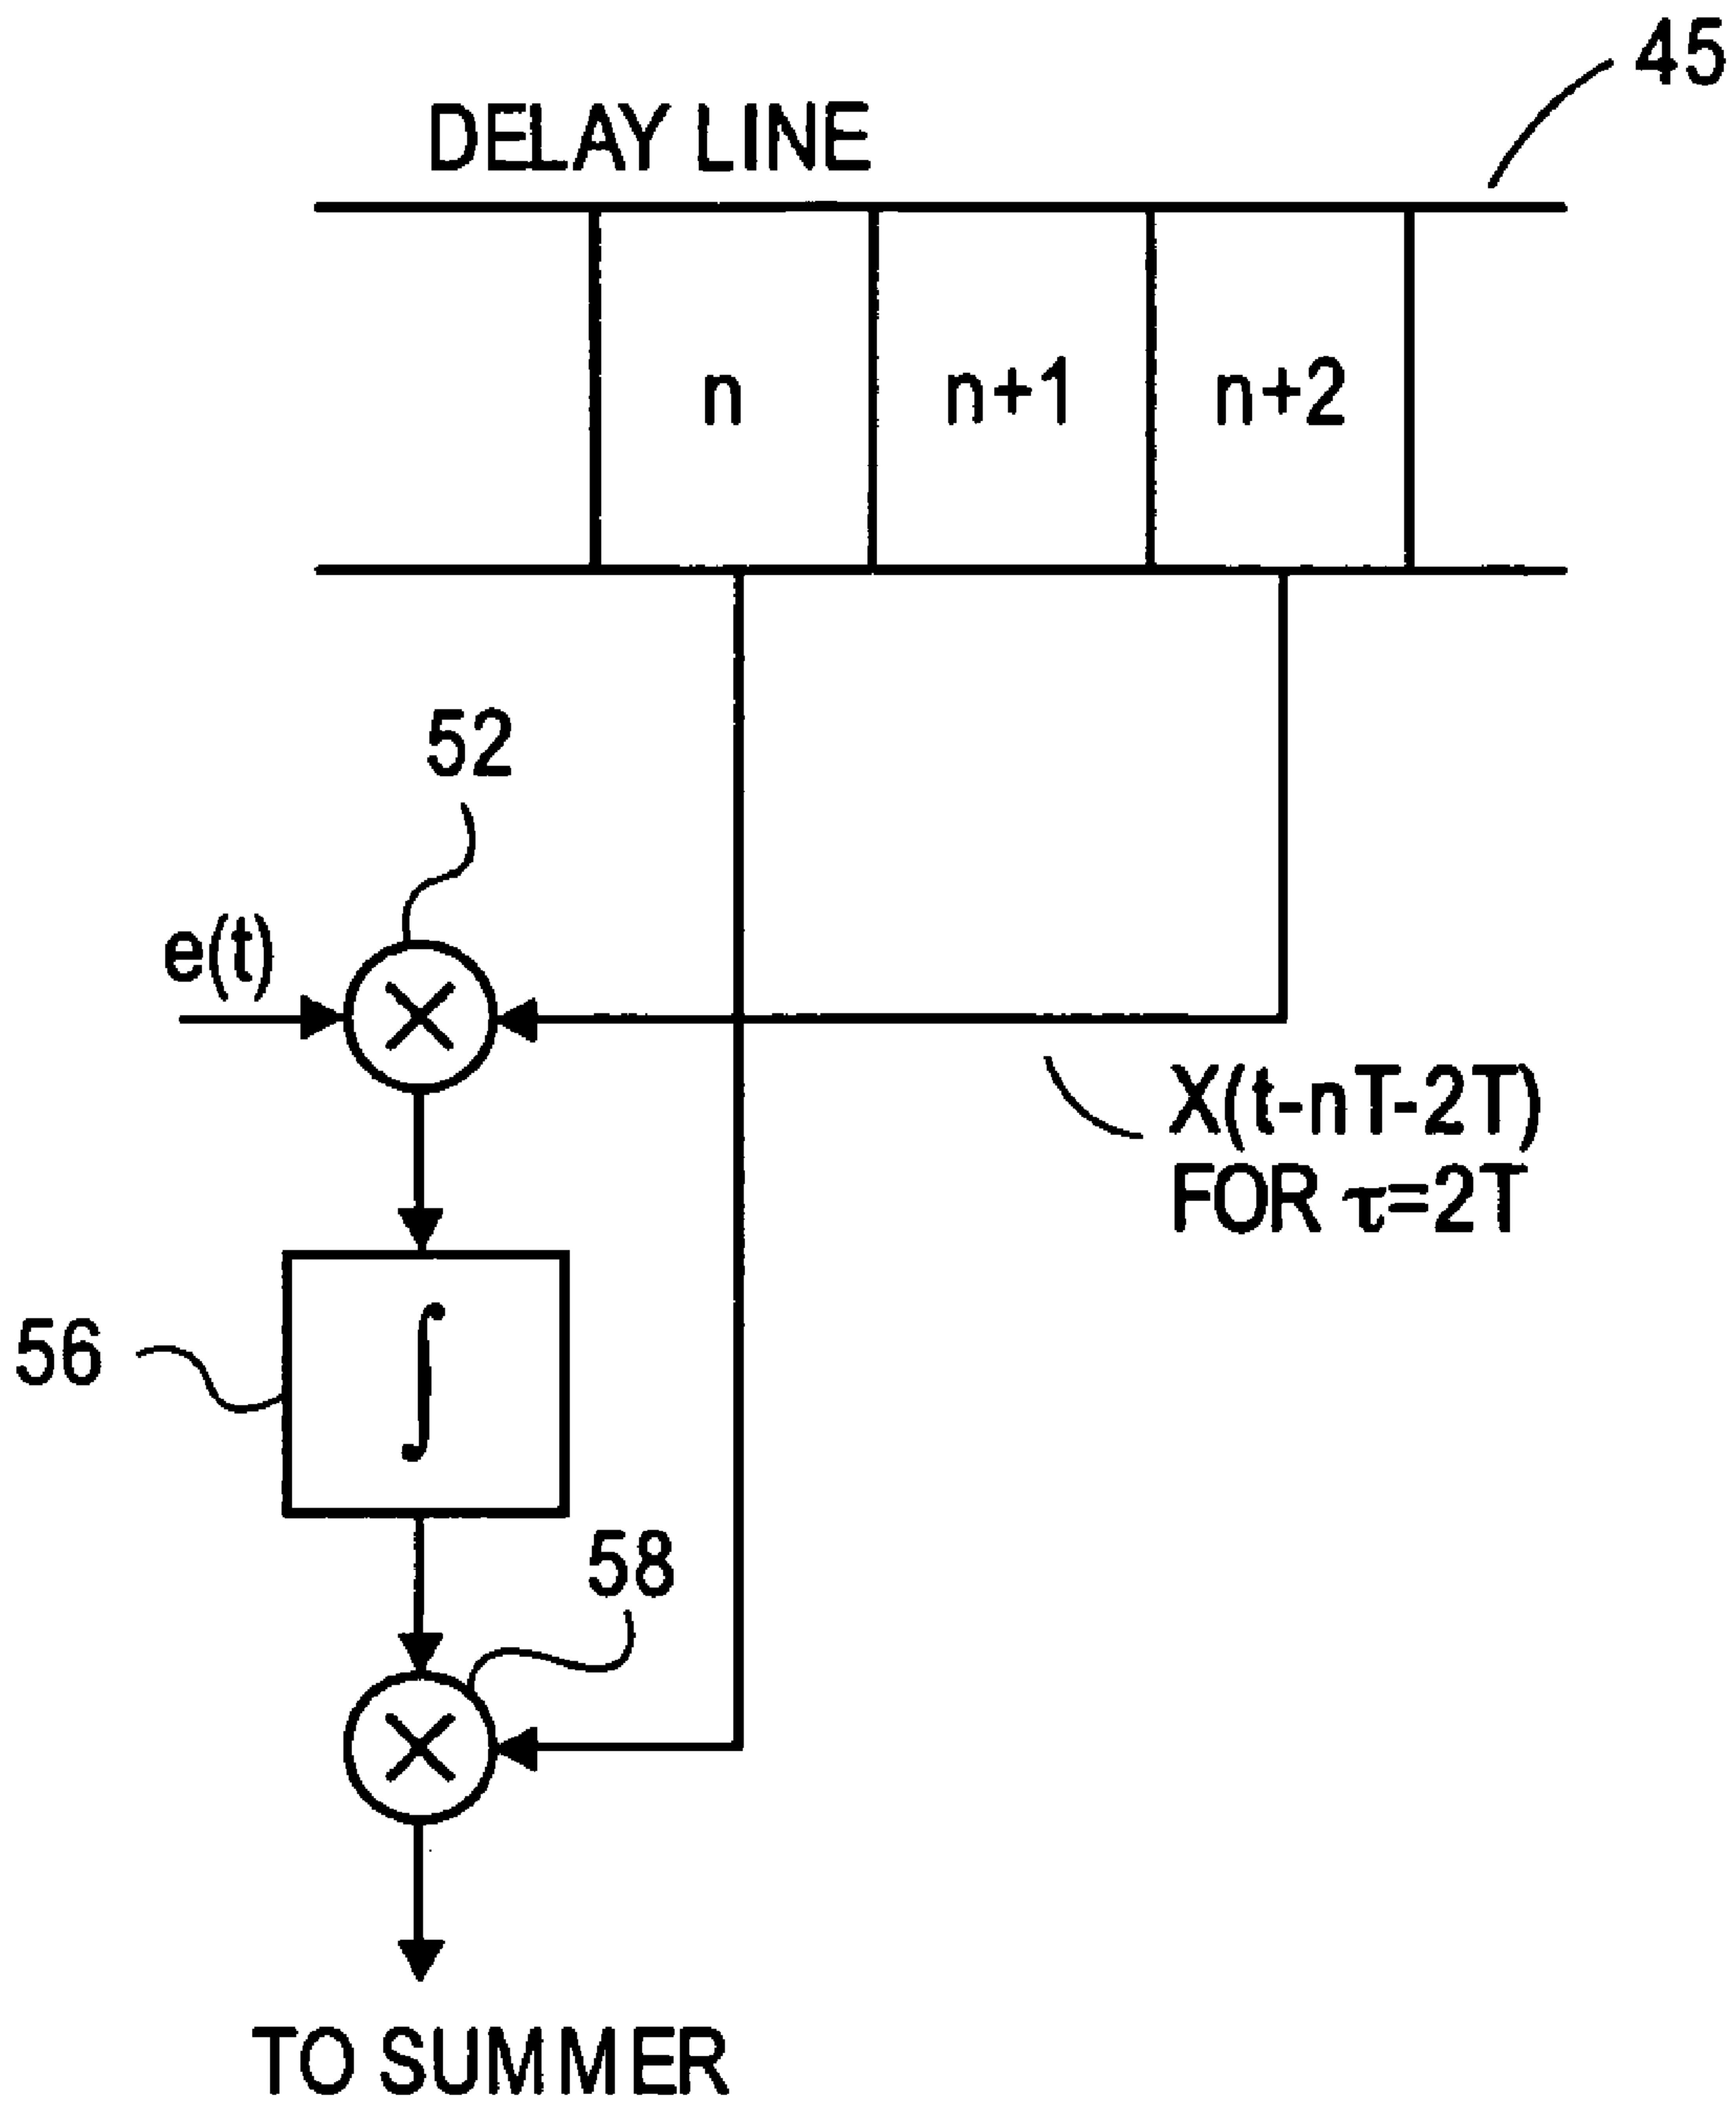 45
DELAY LINE
n
n+1
n+2
52
e(t)
X(t-nT-2T)
FOR τ=2T
56
∫
58
TO SUMMER